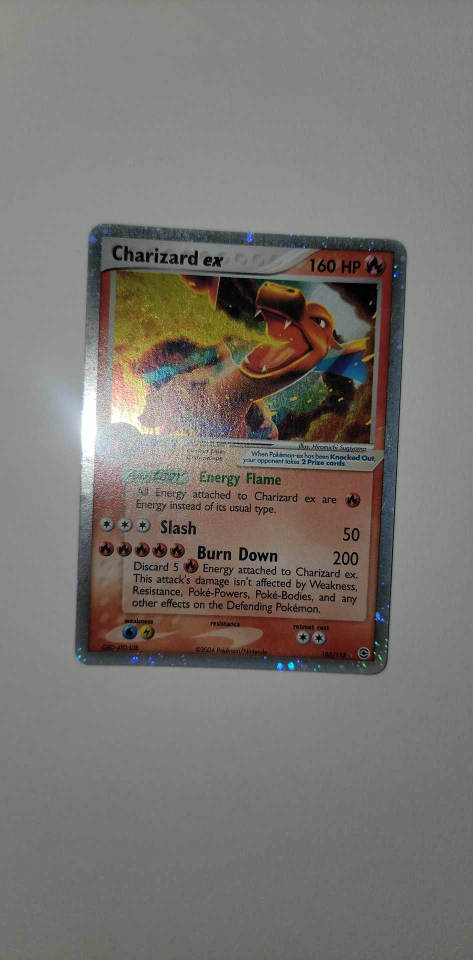 Charizard ex 160 HP
illus. Hironobu Sugiyama
When Pokémon-ex has been Knocked Out,
your opponent takes 2 Prize cards.
Energy Flame
All Energy attached to Charizard ex are
Energy instead of its usual type.
Slash 50
Burn Down 200
Discard 5 Energy attached to Charizard ex.
This attack's damage isn't affected by Weakness,
Resistance, Poké-Powers, Poké-Bodies, and any
other effects on the Defending Pokémon.
weakness resistance retreat cost
©2004 Pokémon/Nintendo